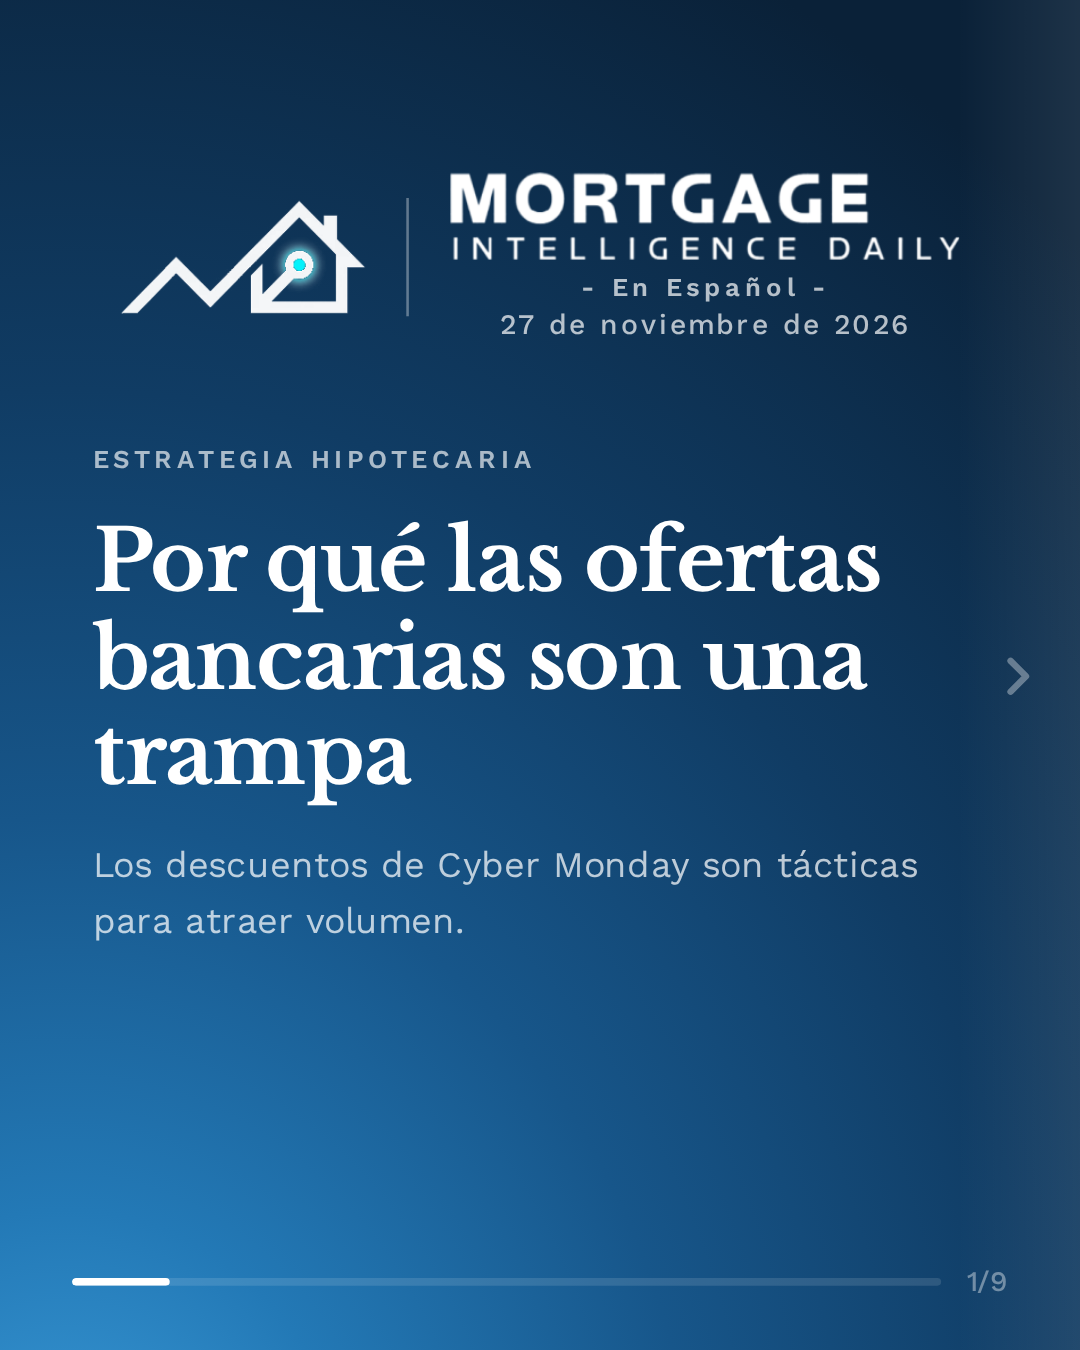 MORTGAGE
INTELLIGENCE DAILY
- En Español -
27 de noviembre de 2026
ESTRATEGIA HIPOTECARIA
Por qué las ofertas
bancarias son una
trampa
Los descuentos de Cyber Monday son tácticas
para atraer volumen.
1/9